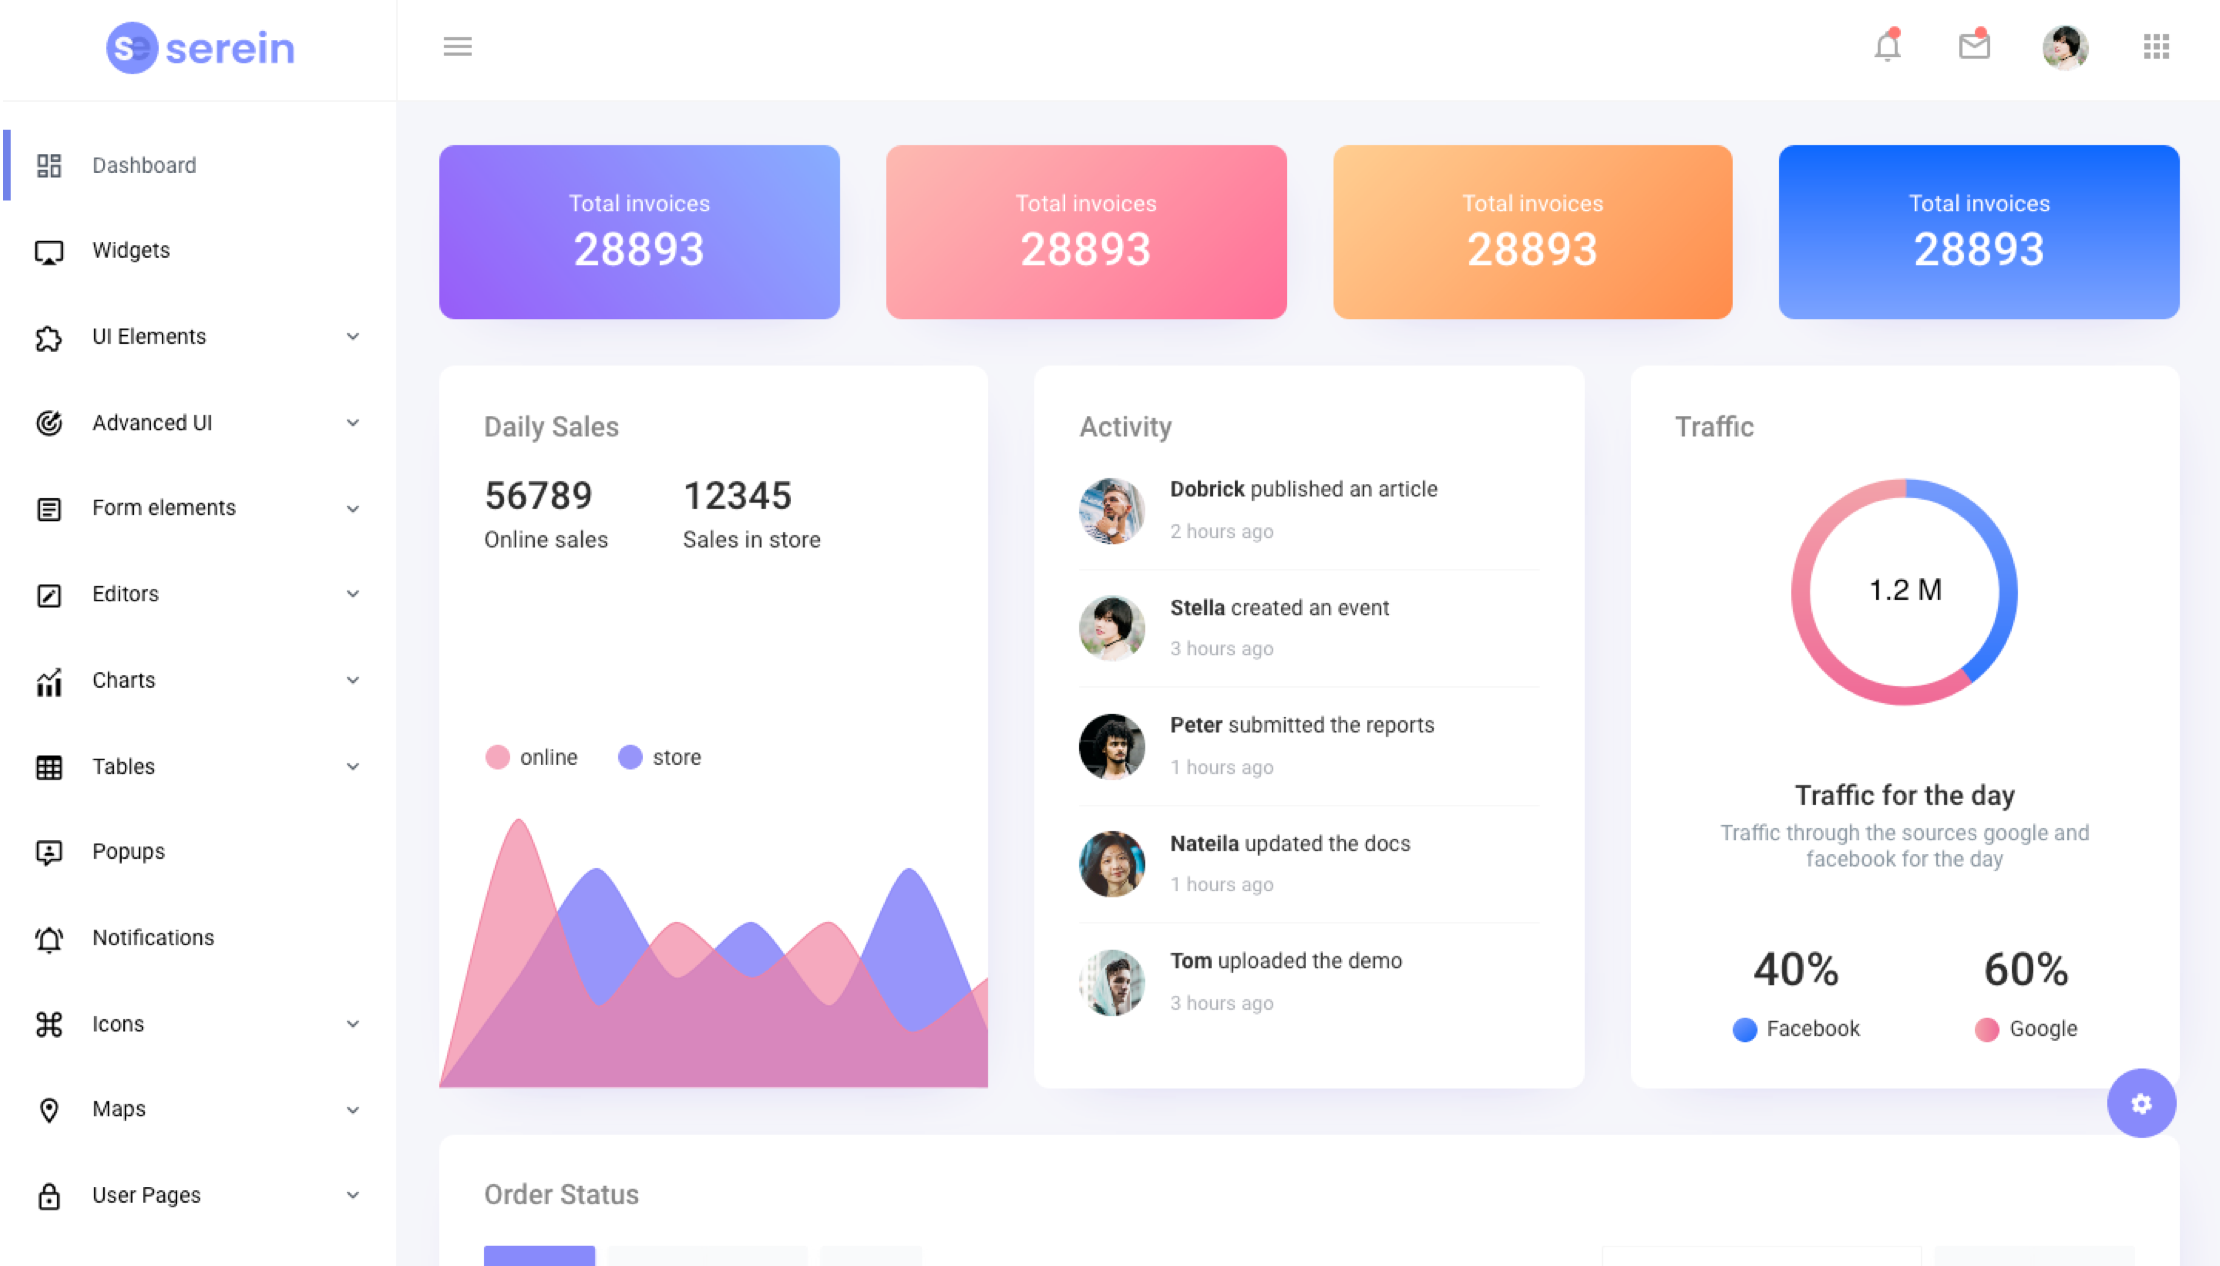 se serein
Dashboard
Widgets
UI Elements
Advanced UI
Form elements
Editors
Charts
Tables
Popups
Notifications
Icons
Maps
User Pages
Total invoices
28893
Total invoices
28893
Total invoices
28893
Total invoices
28893
Daily Sales
56789
Online sales
12345
Sales in store
online
store
Activity
Dobrick published an article
2 hours ago
Stella created an event
3 hours ago
Peter submitted the reports
1 hours ago
Nateila updated the docs
1 hours ago
Tom uploaded the demo
3 hours ago
Traffic
1.2 M
Traffic for the day
Traffic through the sources google and
facebook for the day
40%
Facebook
60%
Google
Order Status